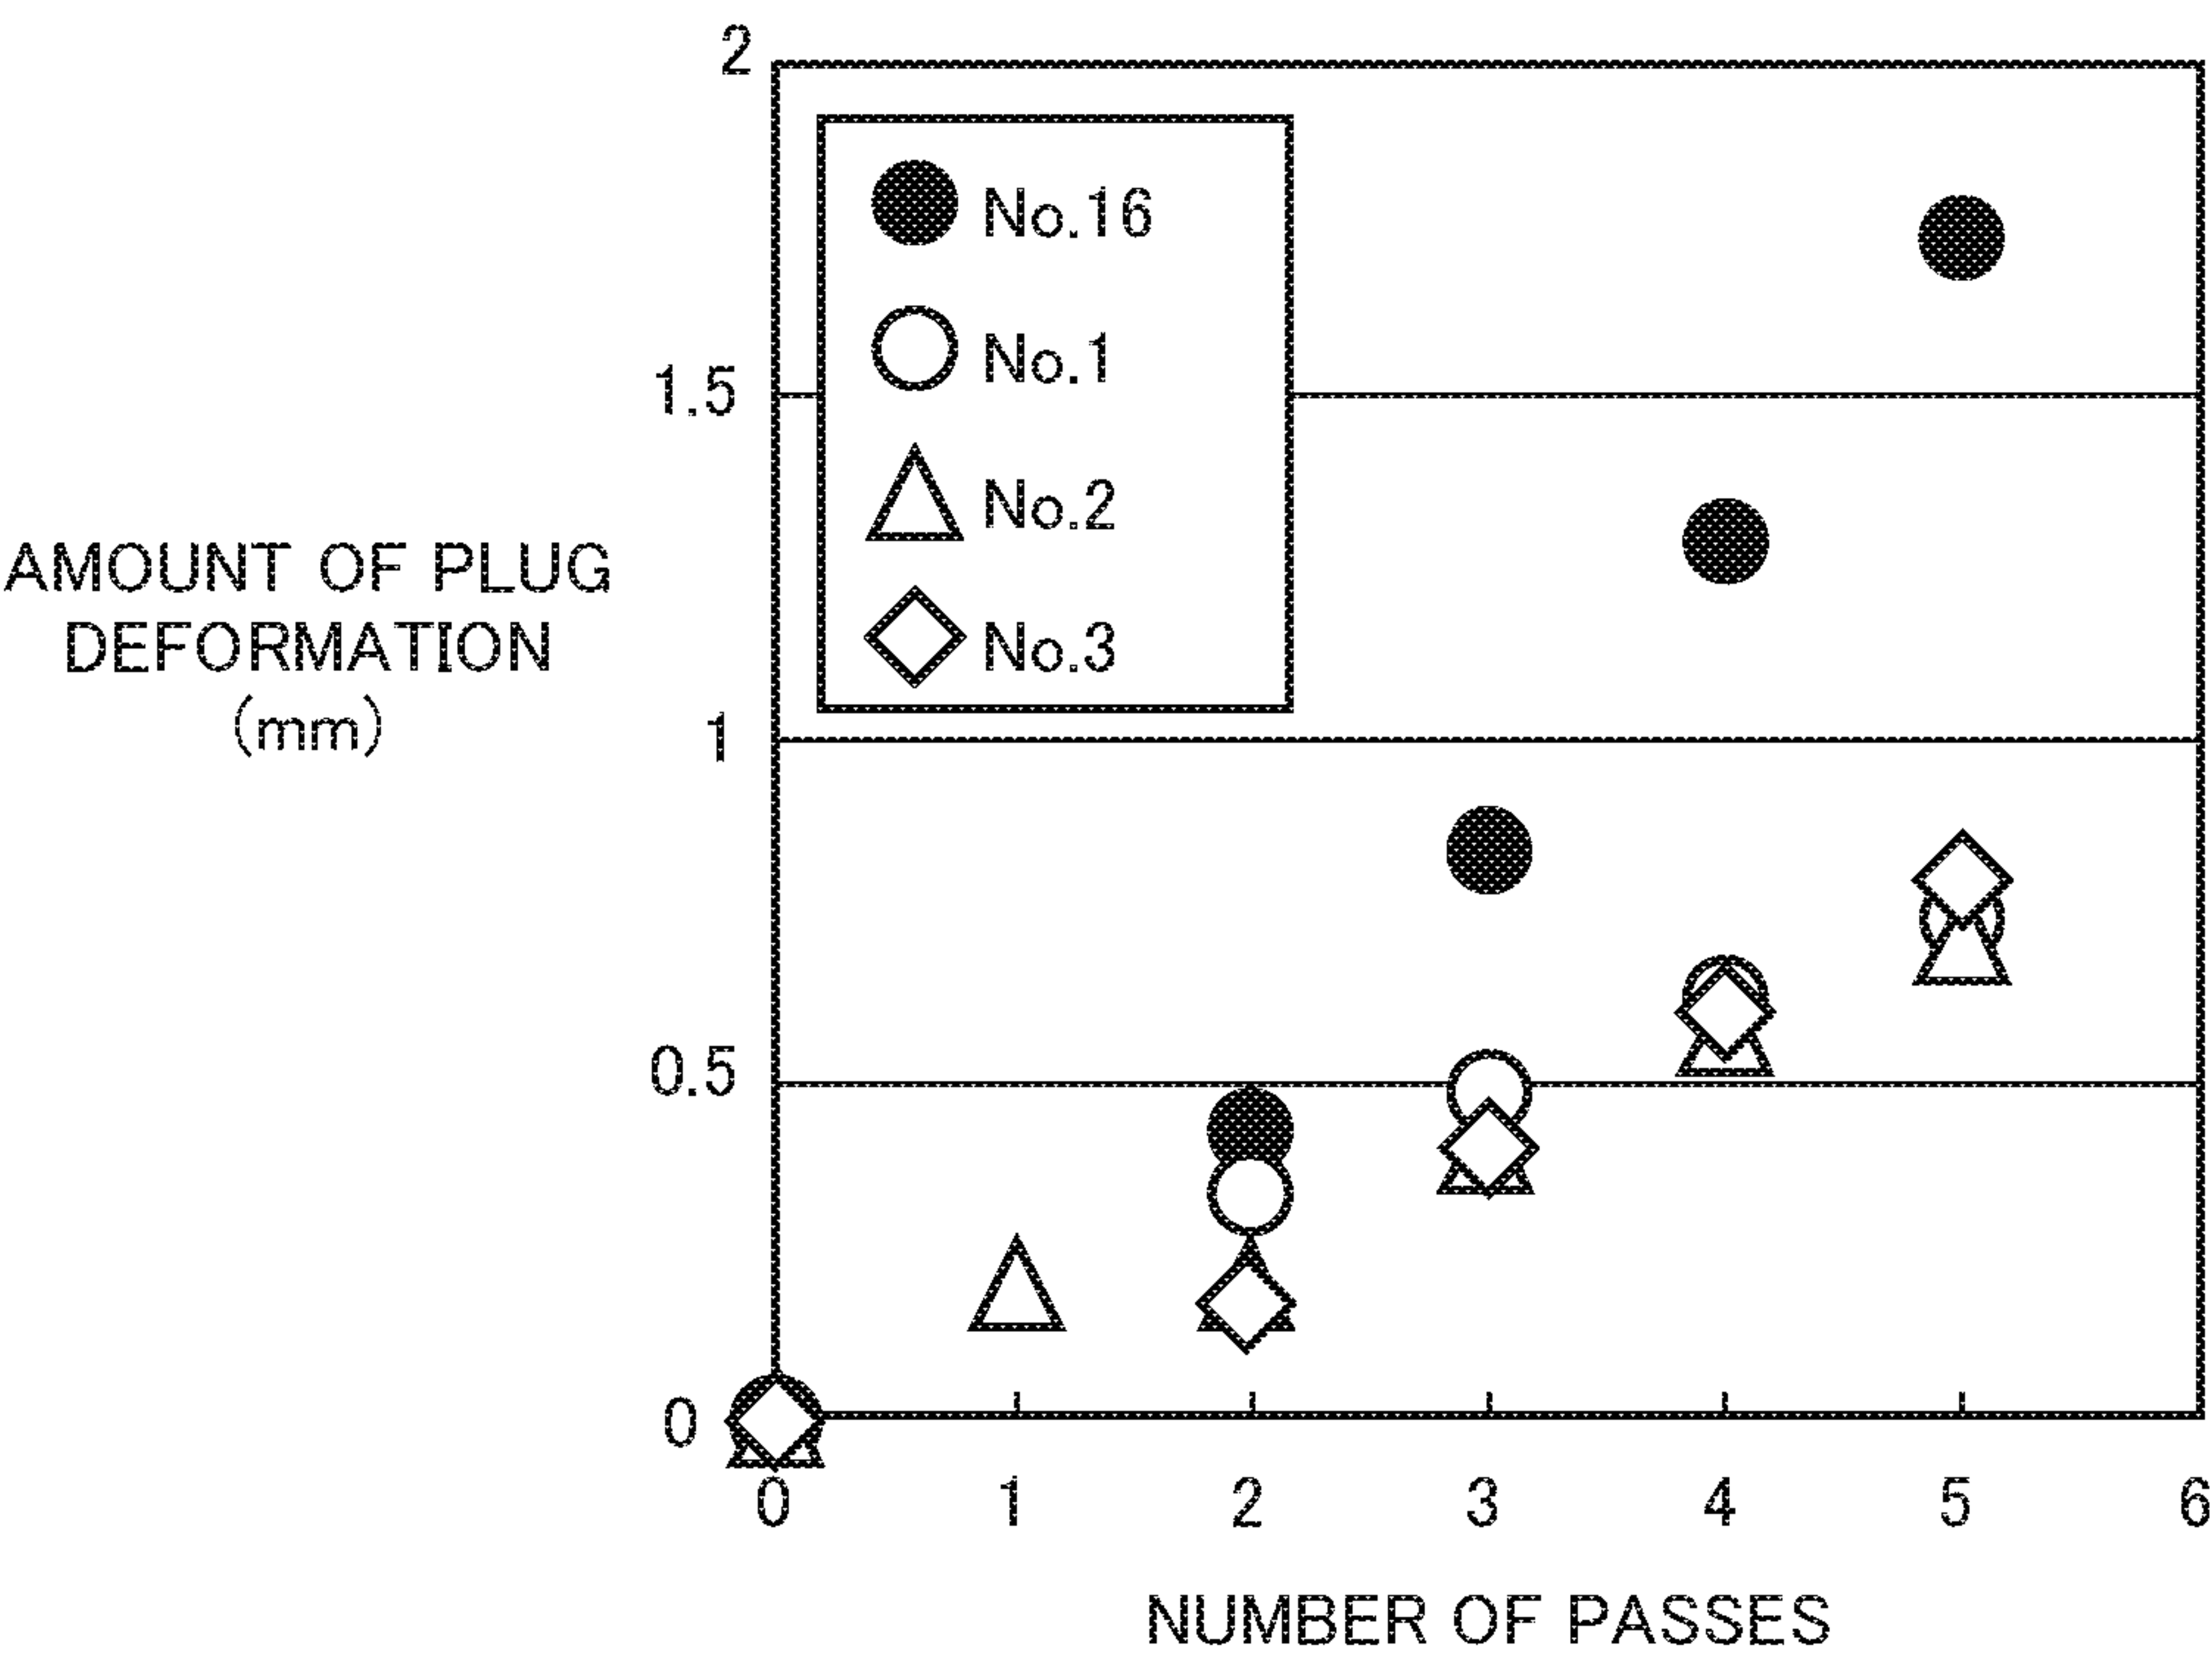 2
No.16
No.1
1.5
No.2
AMOUNT OF PLUG
DEFORMATION
(mm)
No.3
1
0.5
0
0 1 2 3 4 5 6
NUMBER OF PASSES